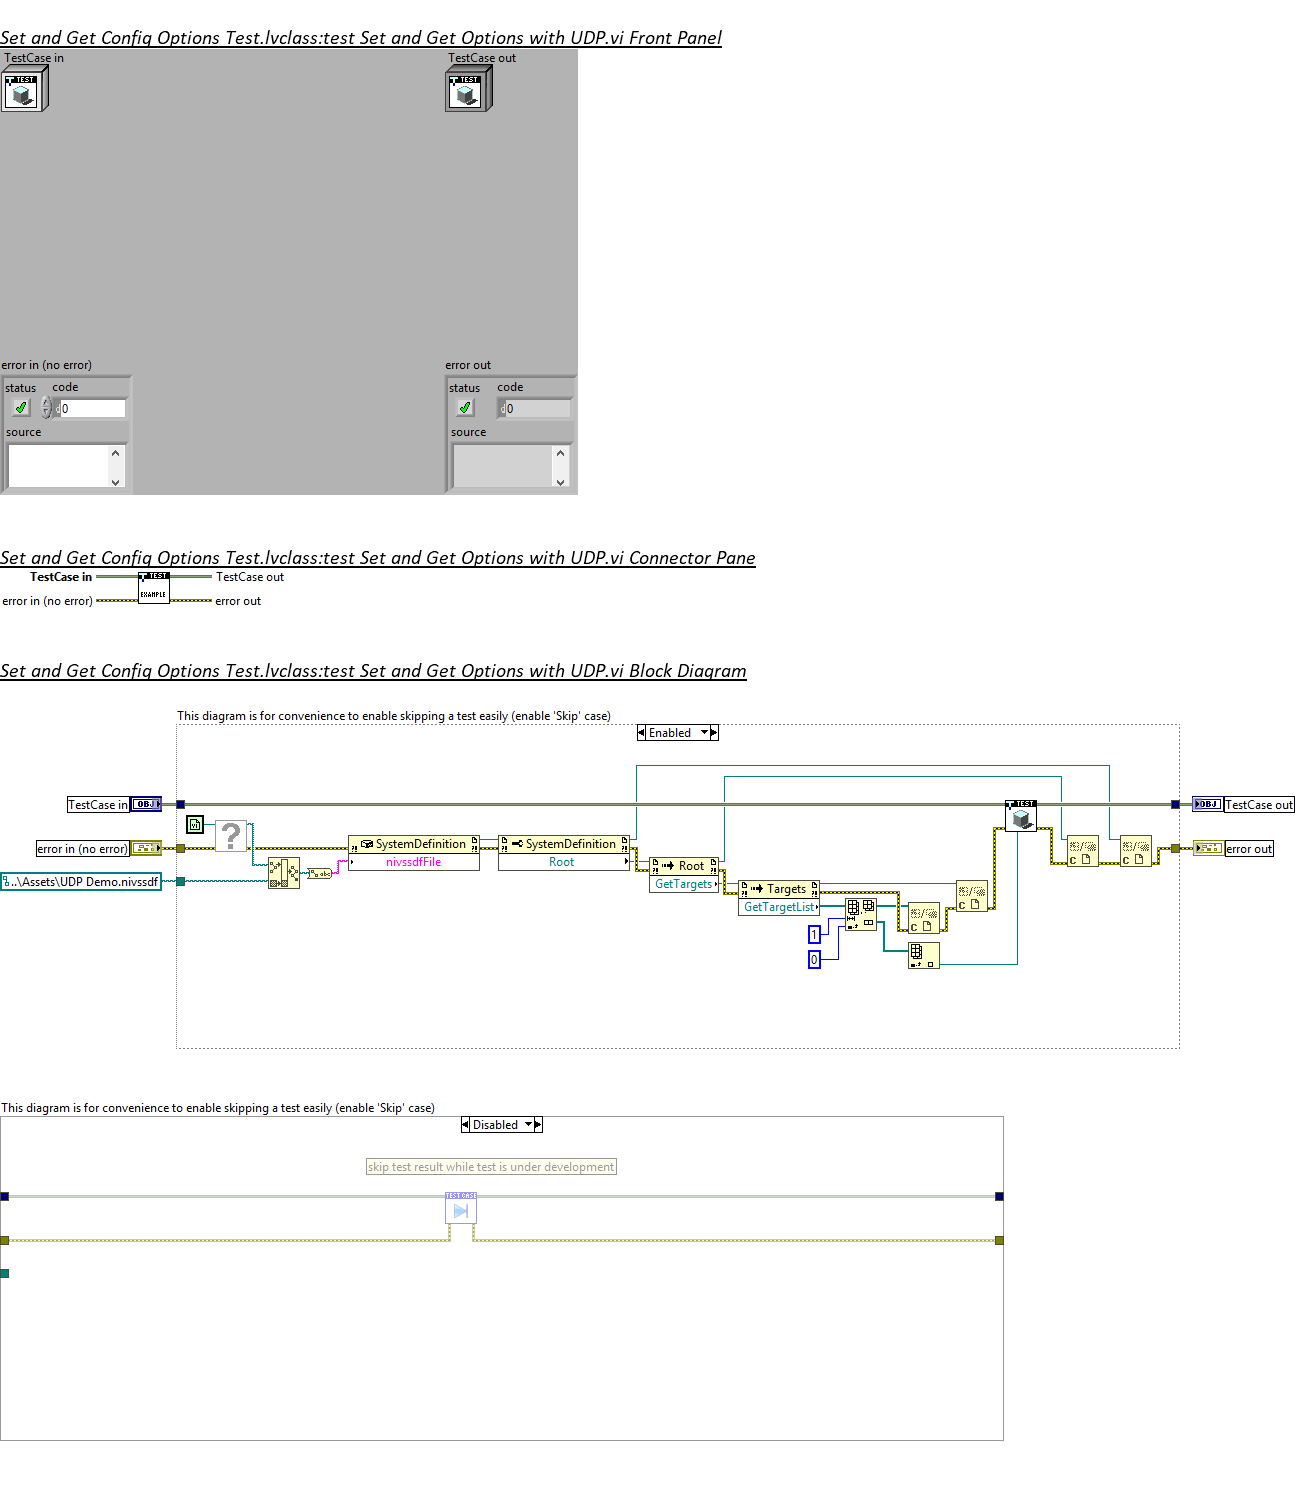 Set and Get Config Options Test.lvclass:test Set and Get Options with UDP.vi Front Panel
TestCase in
TestCase out
TEST
TEST
error in (no error)
error out
status
code
status
code
d0
d0
source
source
Set and Get Config Options Test.lvclass:test Set and Get Options with UDP.vi Connector Pane
TestCase in
TEST
TestCase out
error in (no error)
EXAMPLE
error out
Set and Get Config Options Test.lvclass:test Set and Get Options with UDP.vi Block Diagram
This diagram is for convenience to enable skipping a test easily (enable 'Skip' case)
Enabled
TestCase in
OBJ
TEST
OBJ
TestCase out
VI
?
error in (no error)
SystemDefinition
SystemDefinition
error out
nivssdfFile
Root
abc
Root
C
C
..\Assets\UDP Demo.nivssdf
GetTargets
Targets
GetTargetList
C
C
1
0
This diagram is for convenience to enable skipping a test easily (enable 'Skip' case)
Disabled
skip test result while test is under development
TEST CASE